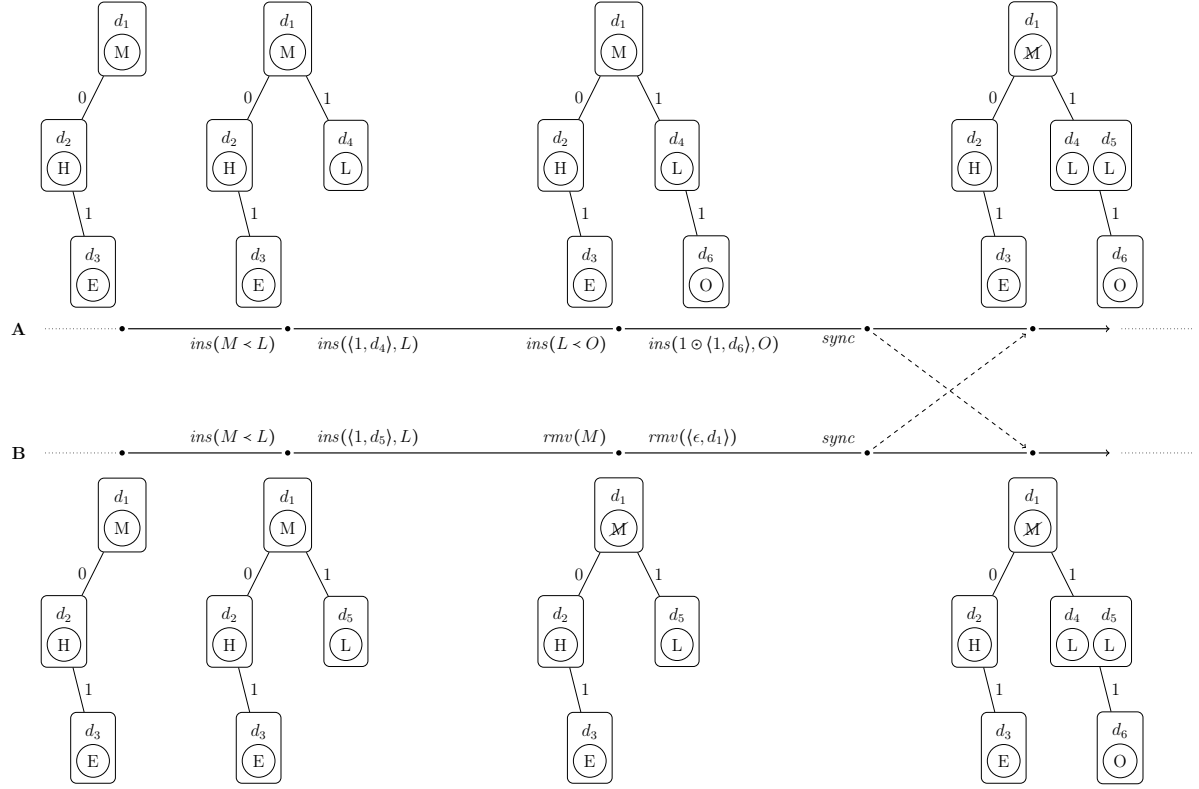 d₁ d₁ d₁ d₁
M M M M̸
0 0 1 0 1 0 1
d₂ d₂ d₄ d₂ d₄ d₂ d₄ d₅
H H L H L H L L
1 1 1 1 1 1
d₃ d₃ d₃ d₆ d₃ d₆
E E E O E O
A
ins(M < L) ins(⟨1, d₄⟩, L) ins(L < O) ins(1 ⊙ ⟨1, d₆⟩, O) sync
ins(M < L) ins(⟨1, d₅⟩, L) rmv(M) rmv(⟨ϵ, d₁⟩) sync
B
d₁ d₁ d₁ d₁
M M M̸ M̸
0 0 1 0 1 0 1
d₂ d₂ d₅ d₂ d₅ d₂ d₄ d₅
H H L H L H L L
1 1 1 1 1
d₃ d₃ d₃ d₃ d₆
E E E E O